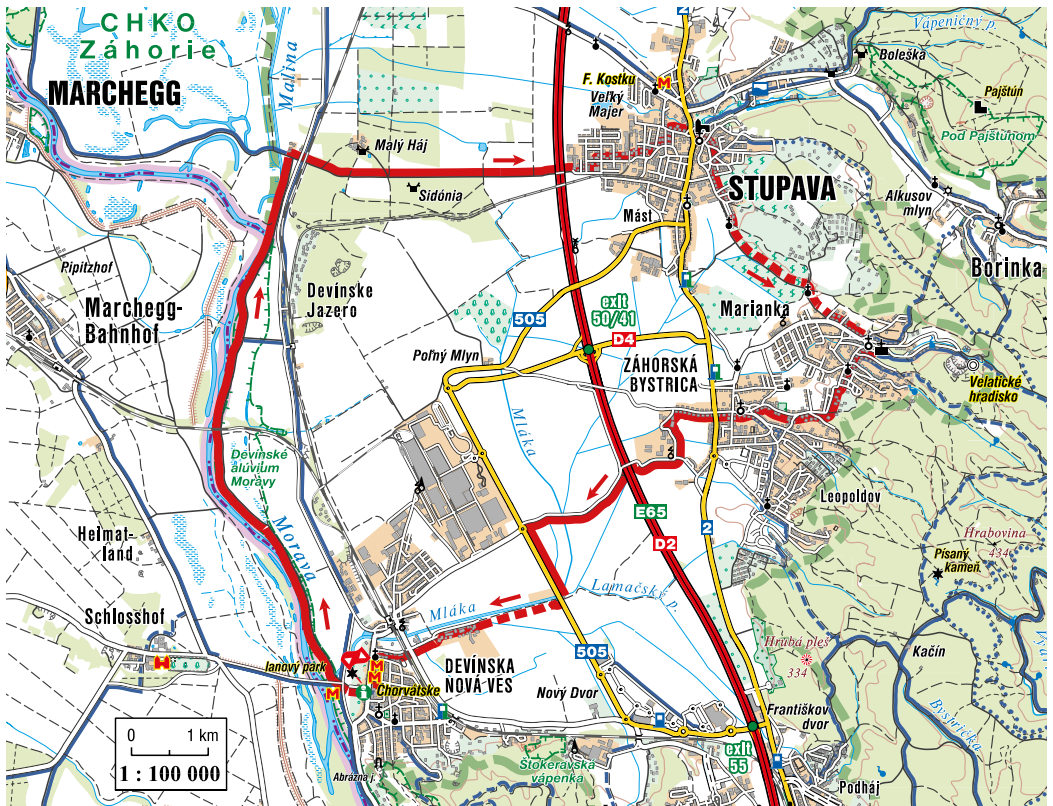 CHKO
Záhorie
MARCHEGG
Malina
2
F. Kostku
M
Veľký
Majer
Vápeničný p.
Boleška
Pajštún
Pod Pajštúnom
Malý Háj
Sidónia
STUPAVA
Mást
Alkusov
mlyn
Borinka
Pipitzhof
Marchegg-
Bahnhof
Devínske
Jazero
505
exit
50/41
D4
Marianka
Poľný Mlyn
ZÁHORSKÁ
BYSTRICA
Velatické
hradisko
Mláka
Devínske
alúvium
Moravy
Leopoldov
E65
2
D2
Heimat-
land
Morava
Hrabovina
434
Písaný
kameň
Schlosshof
Mláka
Lamačský p.
Hrubá pleš
334
Kačín
Bystrička
lanový park
M
M
M
Chorvátske
i
DEVÍNSKA
NOVÁ VES
505
Nový Dvor
Františkov
dvor
exit
55
Štokeravská
vápenka
Abrázna j.
Podháj
0 1 km
1 : 100 000